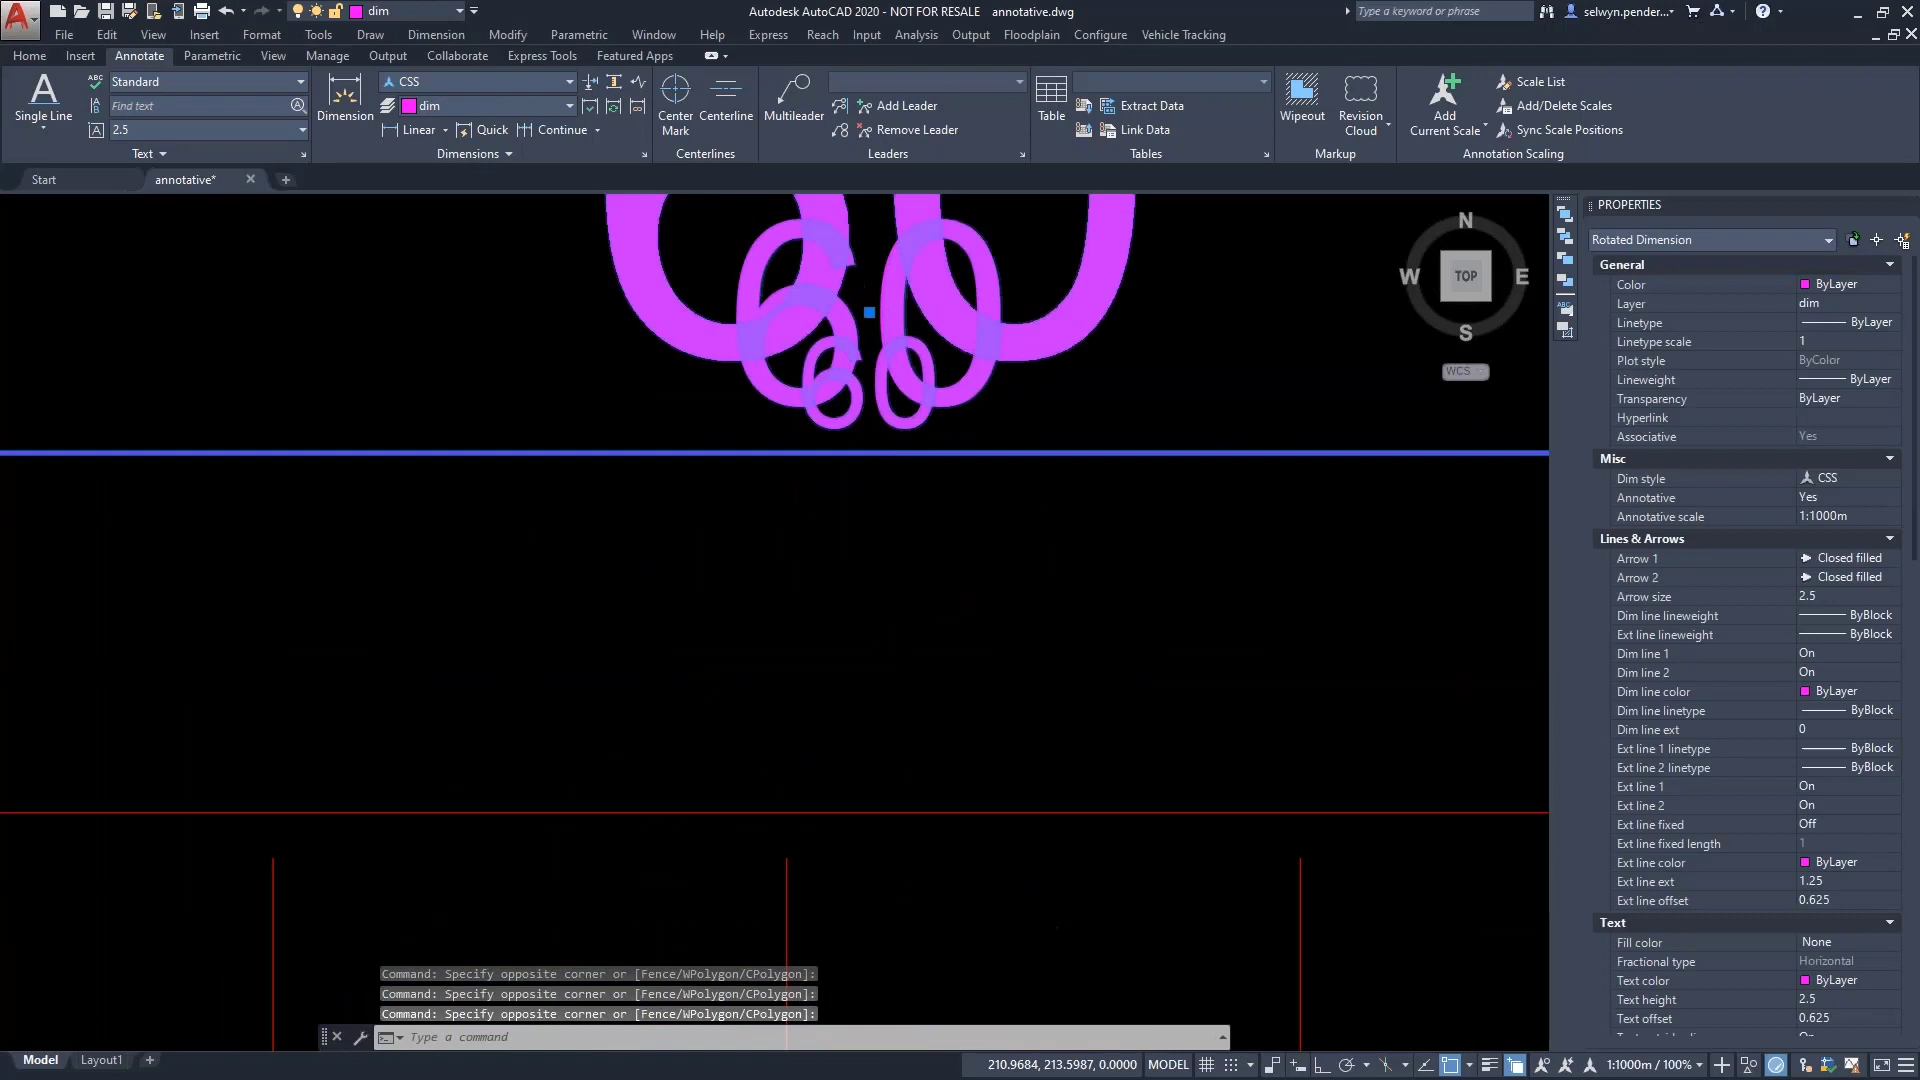 dim
Autodesk AutoCAD 2020 - NOT FOR RESALE annotative.dwg
Type a keyword or phrase
selwyn.pender...
File Edit View Insert Format Tools Draw Dimension Modify Parametric Window Help Express Reach Input Analysis Output Floodplain Configure Vehicle Tracking
Home Insert Annotate Parametric View Manage Output Collaborate Express Tools Featured Apps
A
Single Line
ABC
Standard
Find text
2.5
Text
Dimension
CSS
dim
Linear Quick Continue
Dimensions
Center Mark
Centerline
Centerlines
Multileader
Add Leader
Remove Leader
Leaders
Table
Extract Data
Link Data
Tables
Wipeout
Revision Cloud
Markup
Add Current Scale
Scale List
Add/Delete Scales
Sync Scale Positions
Annotation Scaling
Start
annotative*
N
W TOP E
S
WCS
PROPERTIES
Rotated Dimension
General
Color ByLayer
Layer dim
Linetype ByLayer
Linetype scale 1
Plot style ByColor
Lineweight ByLayer
Transparency ByLayer
Hyperlink
Associative Yes
Misc
Dim style CSS
Annotative Yes
Annotative scale 1:1000m
Lines & Arrows
Arrow 1 Closed filled
Arrow 2 Closed filled
Arrow size 2.5
Dim line lineweight ByBlock
Ext line lineweight ByBlock
Dim line 1 On
Dim line 2 On
Dim line color ByLayer
Dim line linetype ByBlock
Dim line ext 0
Ext line 1 linetype ByBlock
Ext line 2 linetype ByBlock
Ext line 1 On
Ext line 2 On
Ext line fixed Off
Ext line fixed length 1
Ext line color ByLayer
Ext line ext 1.25
Ext line offset 0.625
Text
Fill color None
Fractional type Horizontal
Text color ByLayer
Text height 2.5
Text offset 0.625
Command: Specify opposite corner or [Fence/WPolygon/CPolygon]:
Command: Specify opposite corner or [Fence/WPolygon/CPolygon]:
Command: Specify opposite corner or [Fence/WPolygon/CPolygon]:
Type a command
Model Layout1
210.9684, 213.5987, 0.0000 MODEL
1:1000m / 100%